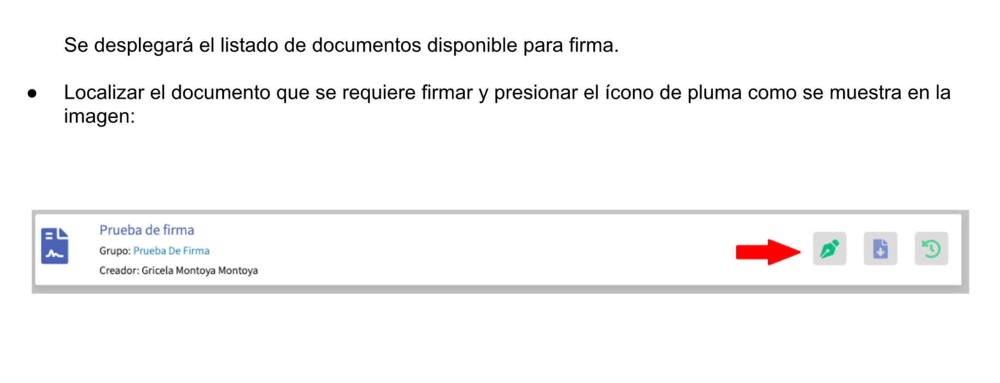 Se desplegará el listado de documentos disponible para firma.
● Localizar el documento que se requiere firmar y presionar el ícono de pluma como se muestra en la
imagen:
Prueba de firma
Grupo: Prueba De Firma
Creador: Gricela Montoya Montoya